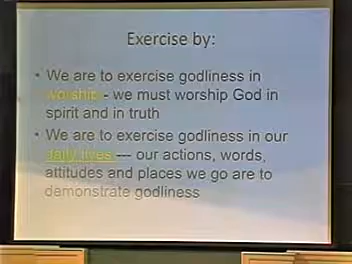 Exercise by:
• We are to exercise godliness in
worship - we must worship God in
spirit and in truth
• We are to exercise godliness in our
daily lives --- our actions, words,
attitudes and places we go are to
demonstrate godliness